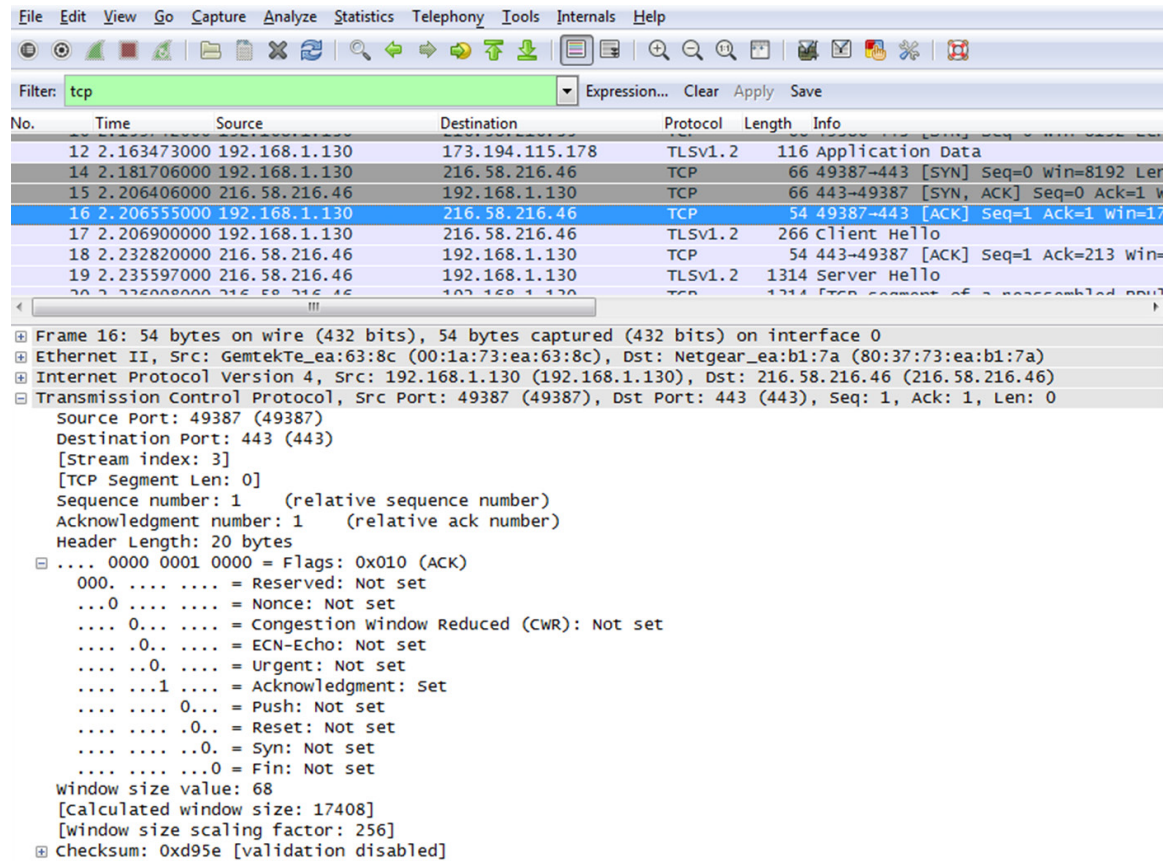 File Edit View Go Capture Analyze Statistics Telephony Tools Internals Help
Filter: tcp Expression... Clear Apply Save
No. Time Source Destination Protocol Length Info
12 2.163473000 192.168.1.130 173.194.115.178 TLSv1.2 116 Application Data
14 2.181706000 192.168.1.130 216.58.216.46 TCP 66 49387→443 [SYN] Seq=0 Win=8192 Len
15 2.206406000 216.58.216.46 192.168.1.130 TCP 66 443→49387 [SYN, ACK] Seq=0 Ack=1 W
16 2.206555000 192.168.1.130 216.58.216.46 TCP 54 49387→443 [ACK] Seq=1 Ack=1 Win=17
17 2.206900000 192.168.1.130 216.58.216.46 TLSv1.2 266 Client Hello
18 2.232820000 216.58.216.46 192.168.1.130 TCP 54 443→49387 [ACK] Seq=1 Ack=213 Win=
19 2.235597000 216.58.216.46 192.168.1.130 TLSv1.2 1314 Server Hello
Frame 16: 54 bytes on wire (432 bits), 54 bytes captured (432 bits) on interface 0
Ethernet II, Src: GemtekTe_ea:63:8c (00:1a:73:ea:63:8c), Dst: Netgear_ea:b1:7a (80:37:73:ea:b1:7a)
Internet Protocol Version 4, Src: 192.168.1.130 (192.168.1.130), Dst: 216.58.216.46 (216.58.216.46)
Transmission Control Protocol, Src Port: 49387 (49387), Dst Port: 443 (443), Seq: 1, Ack: 1, Len: 0
Source Port: 49387 (49387)
Destination Port: 443 (443)
[Stream index: 3]
[TCP Segment Len: 0]
Sequence number: 1 (relative sequence number)
Acknowledgment number: 1 (relative ack number)
Header Length: 20 bytes
.... 0000 0001 0000 = Flags: 0x010 (ACK)
000. .... .... = Reserved: Not set
...0 .... .... = Nonce: Not set
.... 0... .... = Congestion Window Reduced (CWR): Not set
.... .0.. .... = ECN-Echo: Not set
.... ..0. .... = Urgent: Not set
.... ...1 .... = Acknowledgment: Set
.... .... 0... = Push: Not set
.... .... .0.. = Reset: Not set
.... .... ..0. = Syn: Not set
.... .... ...0 = Fin: Not set
Window size value: 68
[Calculated window size: 17408]
[Window size scaling factor: 256]
Checksum: 0xd95e [validation disabled]